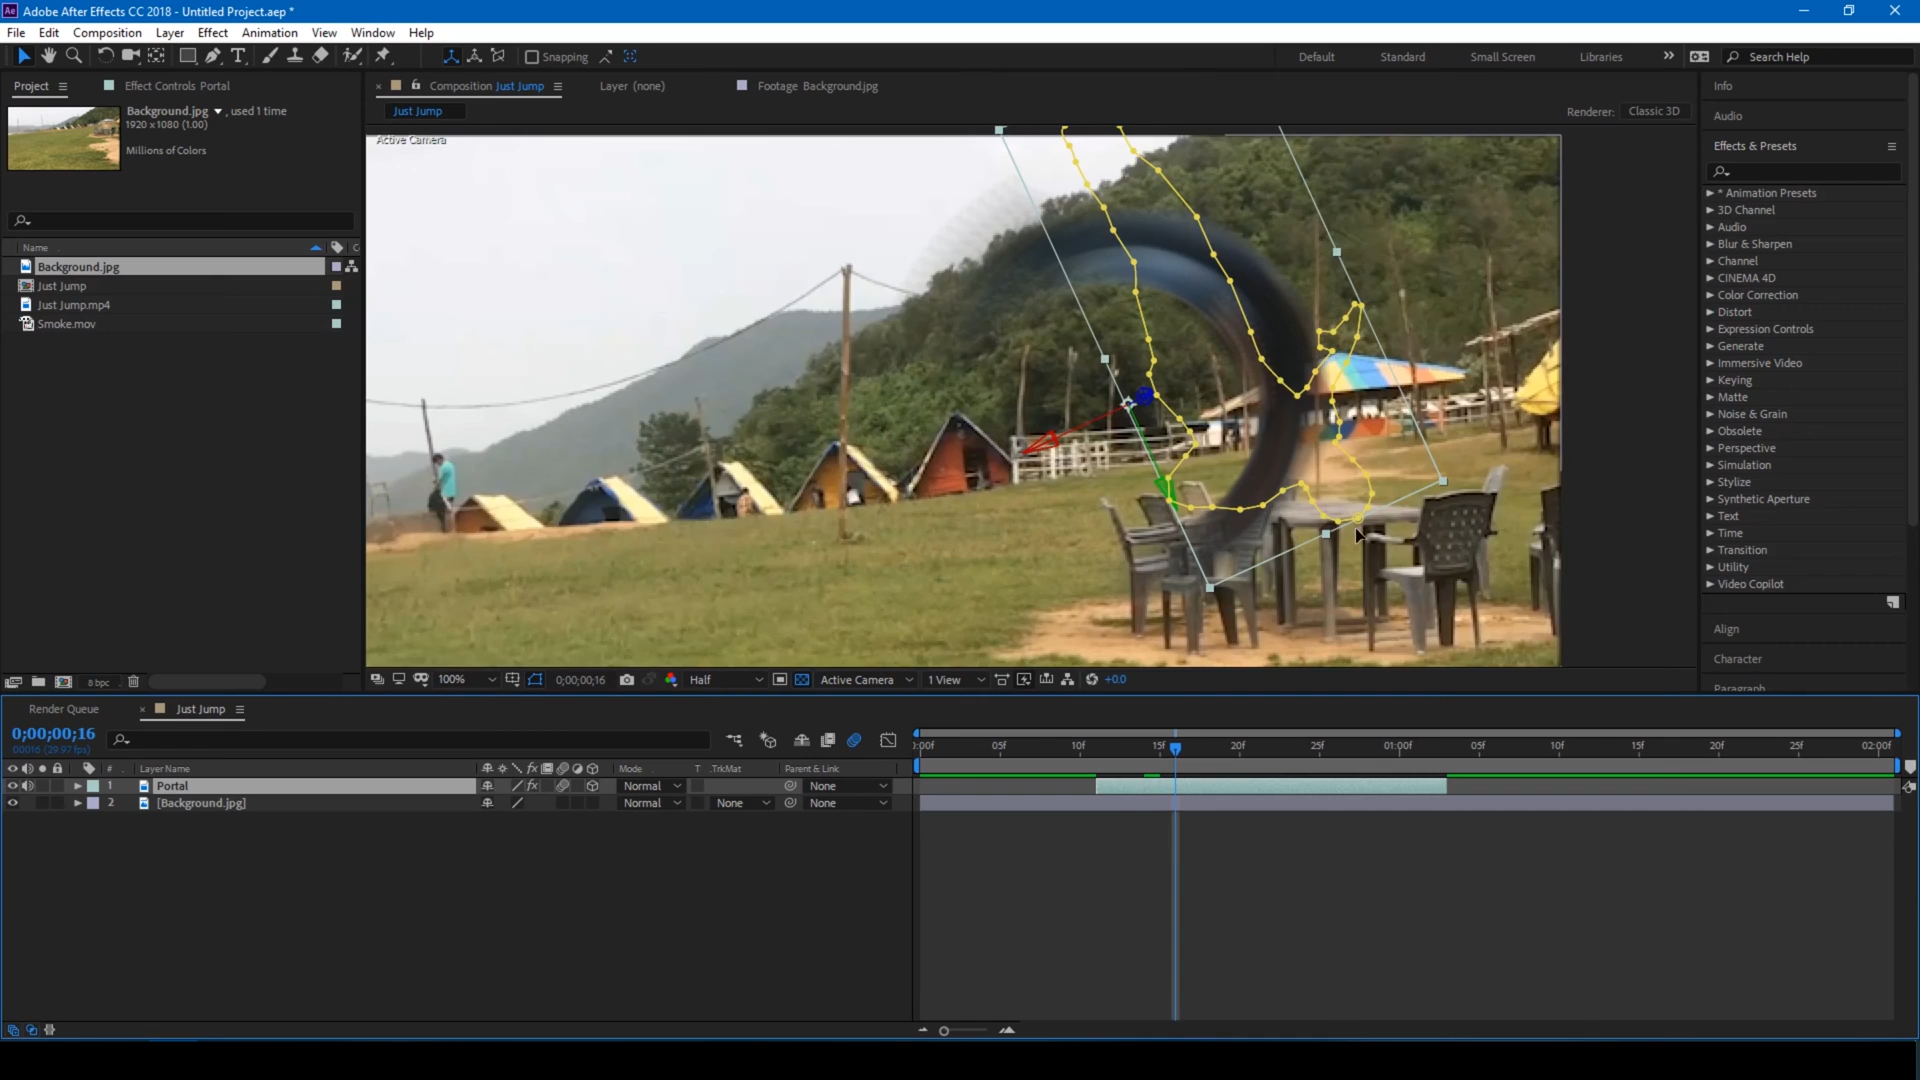 Adobe After Effects CC 2018 - Untitled Project.aep *
File Edit Composition Layer Effect Animation View Window Help
Snapping
Default Standard Small Screen Libraries
Search Help
Project
Effect Controls Portal
Composition Just Jump
Layer (none)
Footage Background.jpg
Background.jpg , used 1 time
1920 x 1080 (1.00)
Millions of Colors
Just Jump
Renderer: Classic 3D
Active Camera
Name
Background.jpg
Just Jump
Just Jump.mp4
Smoke.mov
8 bpc
Info
Audio
Effects & Presets
* Animation Presets
3D Channel
Audio
Blur & Sharpen
Channel
CINEMA 4D
Color Correction
Distort
Expression Controls
Generate
Immersive Video
Keying
Matte
Noise & Grain
Obsolete
Perspective
Simulation
Stylize
Synthetic Aperture
Text
Time
Transition
Utility
Video Copilot
Align
Character
Paragraph
100% 0;00;00;16 Half Active Camera 1 View +0.0
Render Queue
Just Jump
0;00;00;16
00016 (29.97 fps)
# Layer Name Mode T .TrkMat Parent & Link
1 Portal Normal None
2 [Background.jpg] Normal None None
:00f 05f 10f 15f 20f 25f 01:00f 05f 10f 15f 20f 25f 02:00f